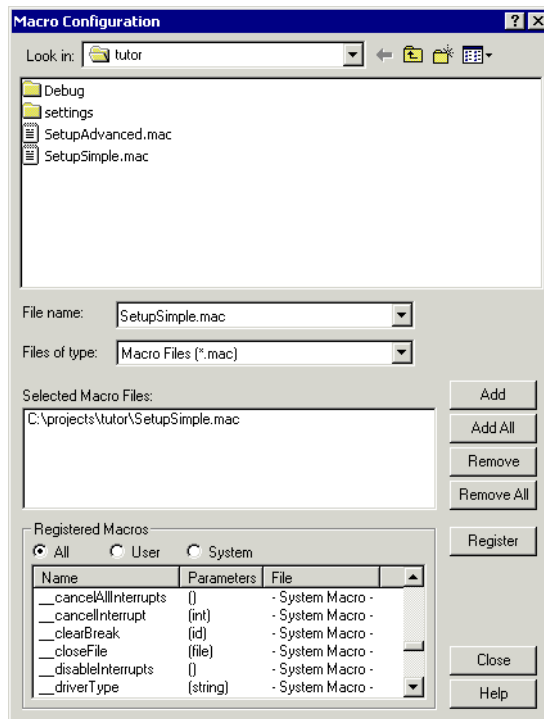 Macro Configuration
Look in: tutor
Debug
settings
SetupAdvanced.mac
SetupSimple.mac
File name: SetupSimple.mac
Files of type: Macro Files (*.mac)
Selected Macro Files:
C:\projects\tutor\SetupSimple.mac
Add
Add All
Remove
Remove All
Registered Macros
All User System
Register
Name Parameters File
__cancelAllInterrupts () - System Macro -
__cancelInterrupt (int) - System Macro -
__clearBreak (id) - System Macro -
__closeFile (file) - System Macro -
__disableInterrupts () - System Macro -
__driverType (string) - System Macro -
Close
Help